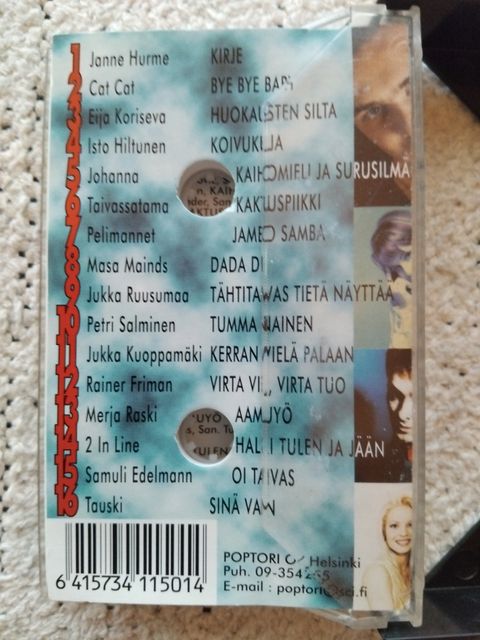 1 Janne Hurme KIRJE
2 Cat Cat BYE BYE BABY
3 Eija Koriseva HUOKAUSTEN SILTA
4 Isto Hiltunen KOIVUKUJA
5 Johanna KAIHOMIELI JA SURUSILMÄ
6 Taivassatama KAKTUSPIIKKI
7 Pelimannet JAMBO SAMBA
8 Masa Mainds DADA DI
9 Jukka Ruusumaa TÄHTITAIVAS TIETÄ NÄYTTÄÄ
10 Petri Salminen TUMMA NAINEN
11 Jukka Kuoppamäki KERRAN VIELÄ PALAAN
12 Rainer Friman VIRTA VIE, VIRTA TUO
13 Merja Raski AAMUYÖ
14 2 In Line HALKI TULEN JA JÄÄN
15 Samuli Edelmann OI TAIVAS
16 Tauski SINÄ VAIN
6 415734 115014
POPTORI OY Helsinki
Puh. 09-354
E-mail : poptori@sci.fi